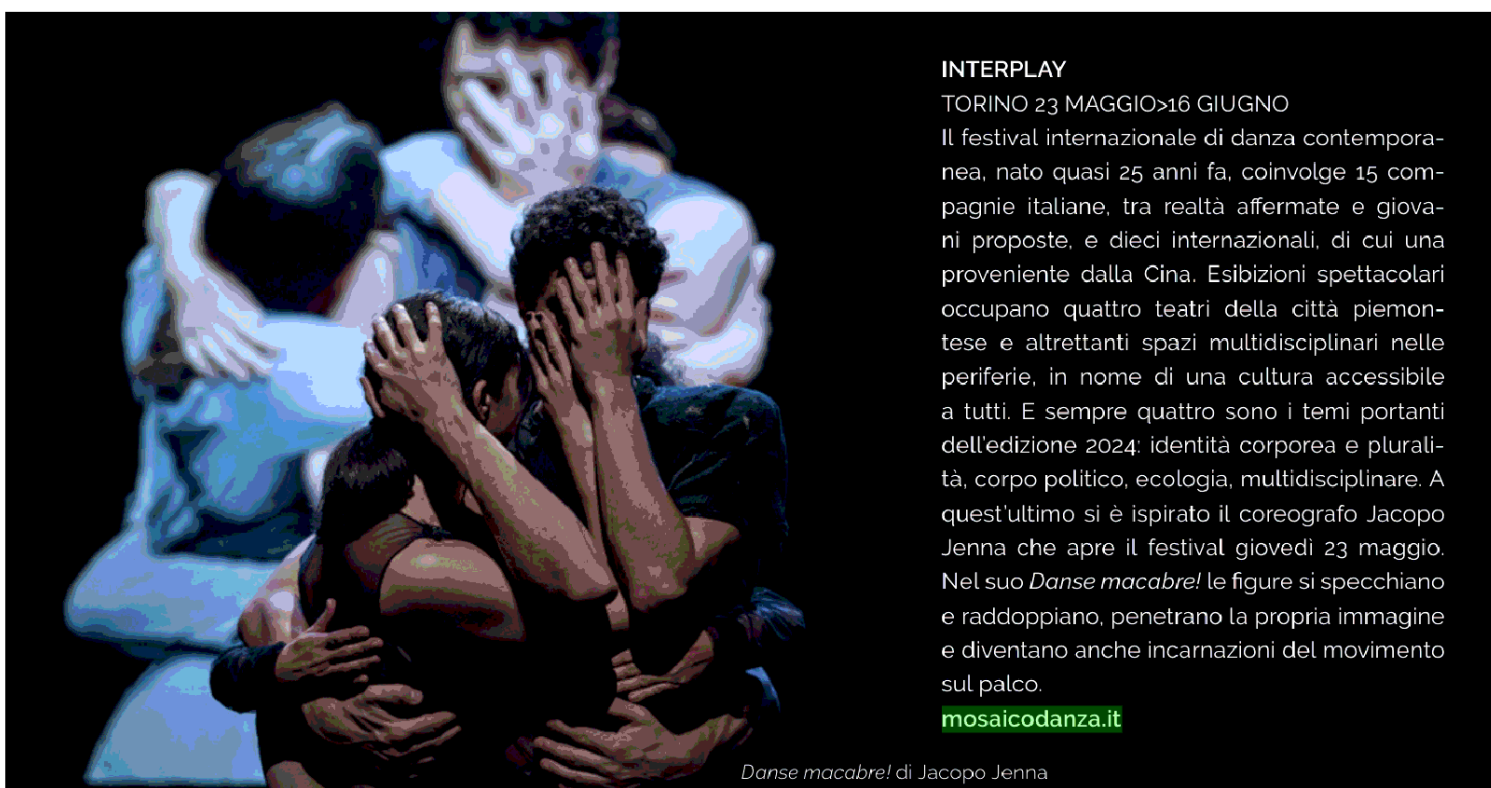 INTERPLAY
TORINO 23 MAGGIO>16 GIUGNO
Il festival internazionale di danza contempora-
nea, nato quasi 25 anni fa, coinvolge 15 com-
pagnie italiane, tra realtà affermate e giova-
ni proposte, e dieci internazionali, di cui una
proveniente dalla Cina. Esibizioni spettacolari
occupano quattro teatri della città piemon-
tese e altrettanti spazi multidisciplinari nelle
periferie, in nome di una cultura accessibile
a tutti. E sempre quattro sono i temi portanti
dell'edizione 2024: identità corporea e plurali-
tà, corpo politico, ecologia, multidisciplinare. A
quest'ultimo si è ispirato il coreografo Jacopo
Jenna che apre il festival giovedì 23 maggio.
Nel suo Danse macabre! le figure si specchiano
e raddoppiano, penetrano la propria immagine
e diventano anche incarnazioni del movimento
sul palco.
mosaicodanza.it
Danse macabre! di Jacopo Jenna